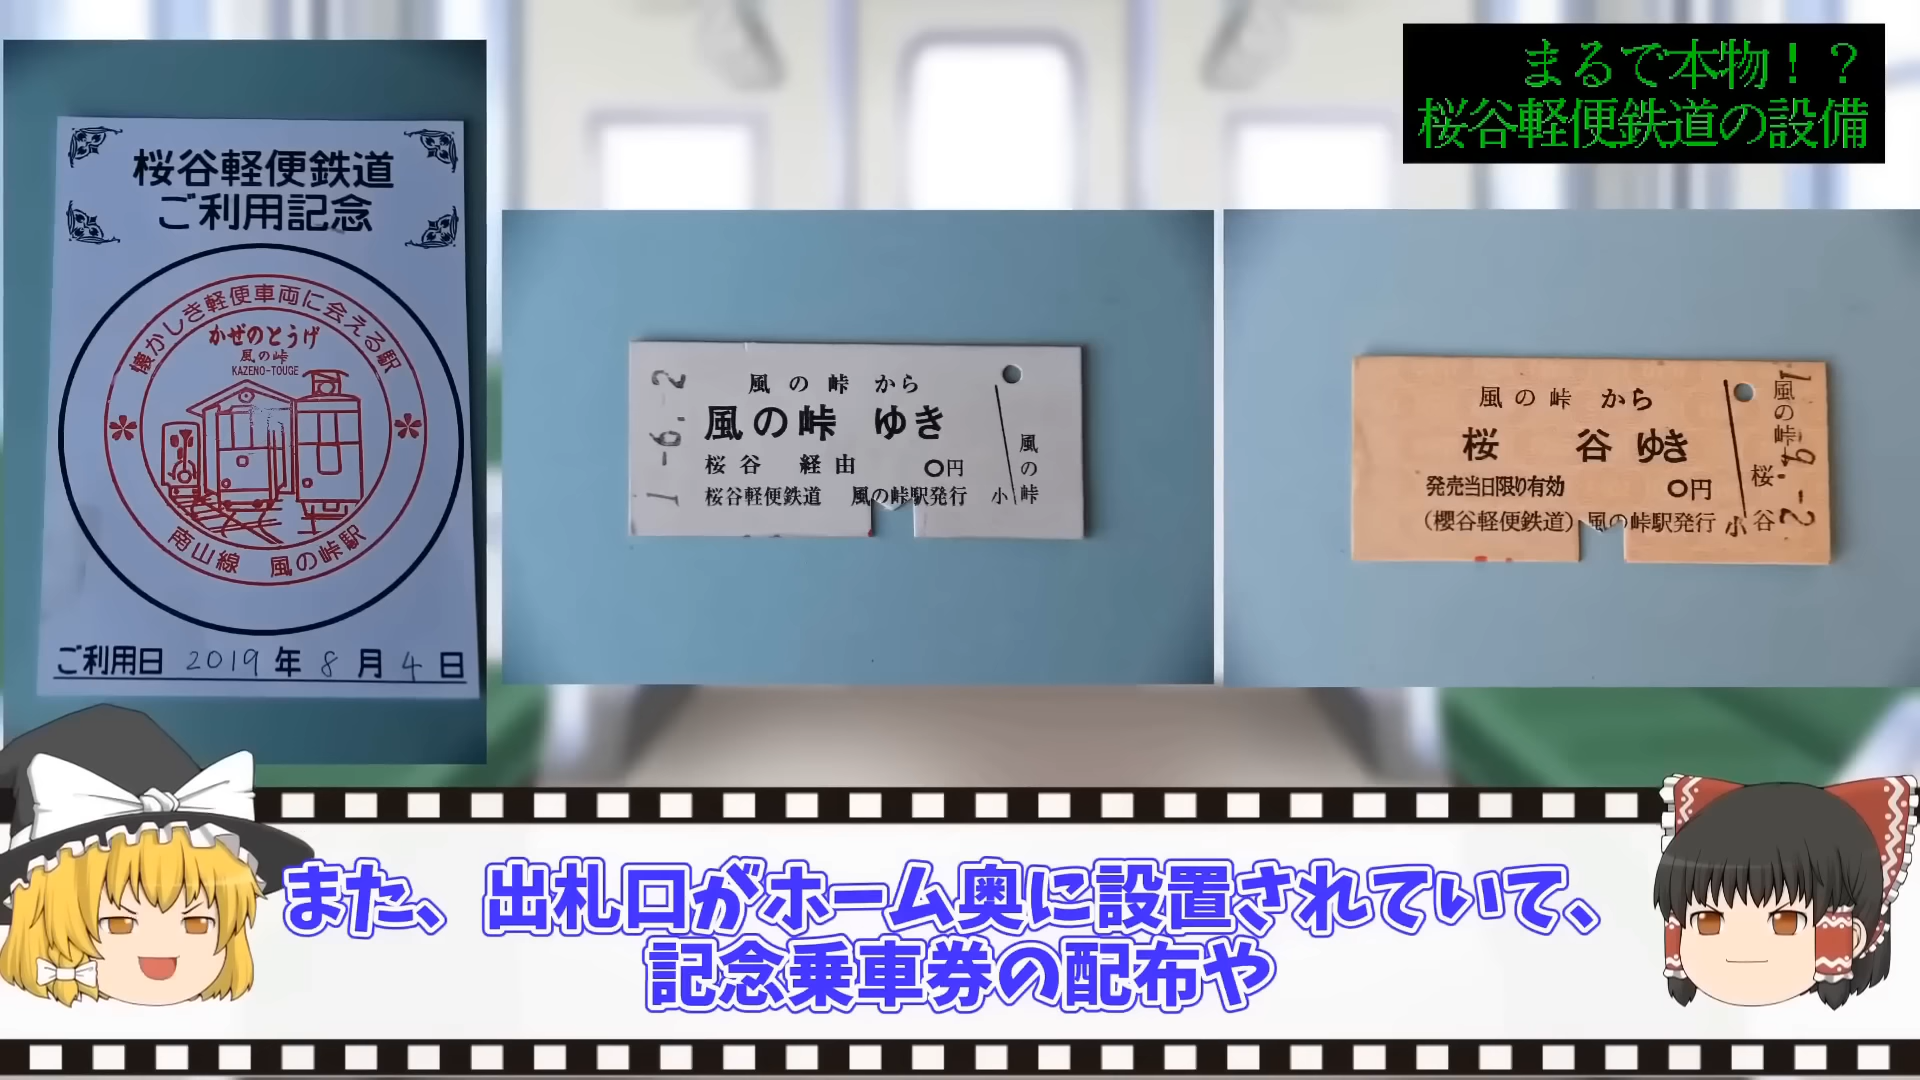 まるで本物！？
桜谷軽便鉄道の設備
桜谷軽便鉄道
ご利用記念
懐かしき軽便車両に会える駅
かぜのとうげ
風の峠
KAZENO-TOUGE
南山線 風の峠駅
ご利用日 2019年8月4日
1-6.-2
風の峠から
風の峠ゆき
桜谷 経由 〇円
桜谷軽便鉄道 風の峠駅発行 小
風の峠
風の峠から
桜谷ゆき
発売当日限り有効 〇円
（櫻谷軽便鉄道）風の峠駅発行 小
風の峠
桜谷
また、出札口がホーム奥に設置されていて、
記念乗車券の配布や